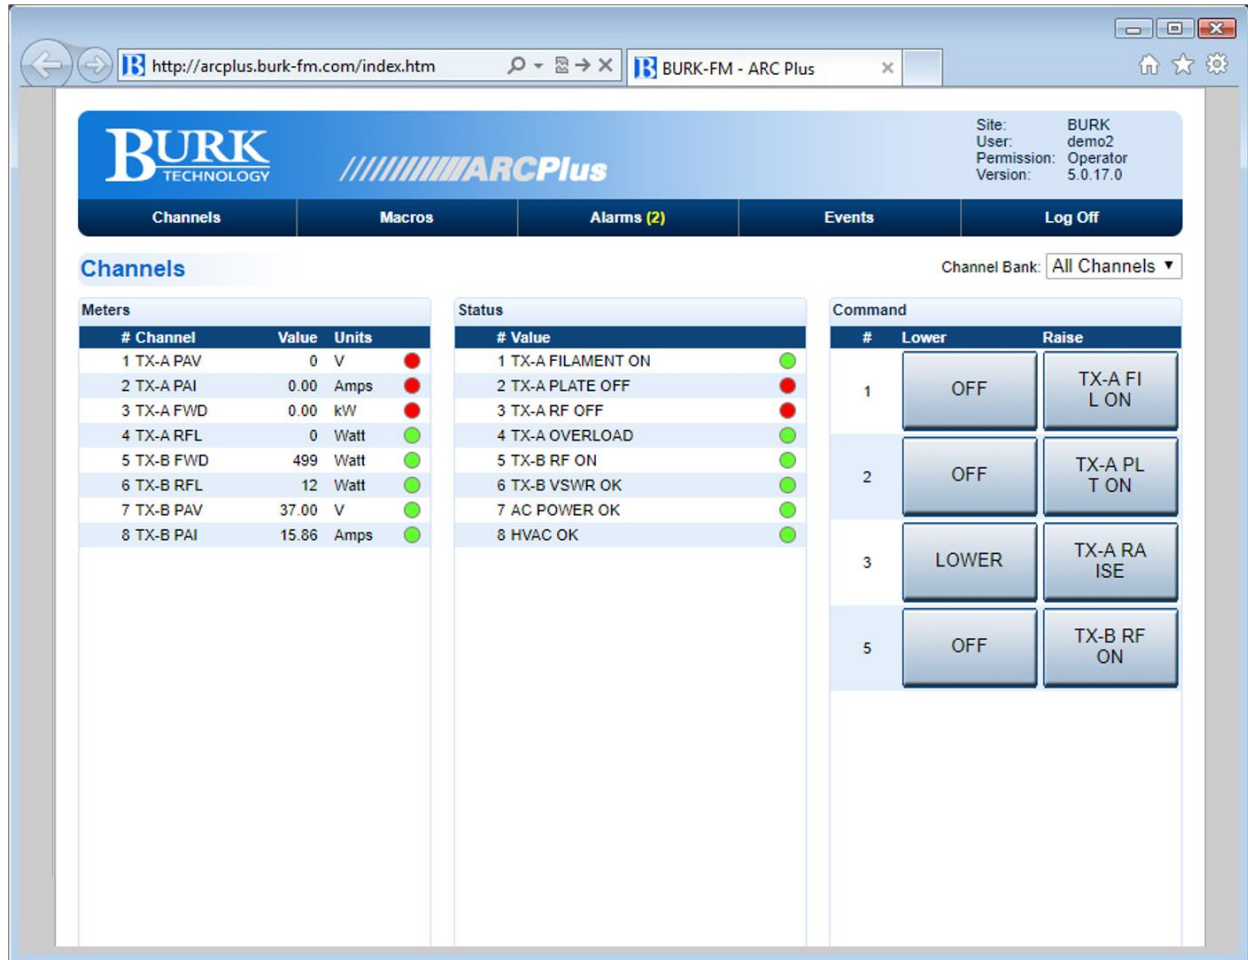 http://arcplus.burk-fm.com/index.htm
BURK-FM - ARC Plus
BURK
TECHNOLOGY
ARCPlus
Site: BURK
User: demo2
Permission: Operator
Version: 5.0.17.0
Channels Macros Alarms (2) Events Log Off
Channels
Channel Bank: All Channels
Meters
# Channel Value Units
1 TX-A PAV 0 V
2 TX-A PAI 0.00 Amps
3 TX-A FWD 0.00 kW
4 TX-A RFL 0 Watt
5 TX-B FWD 499 Watt
6 TX-B RFL 12 Watt
7 TX-B PAV 37.00 V
8 TX-B PAI 15.86 Amps
Status
# Value
1 TX-A FILAMENT ON
2 TX-A PLATE OFF
3 TX-A RF OFF
4 TX-A OVERLOAD
5 TX-B RF ON
6 TX-B VSWR OK
7 AC POWER OK
8 HVAC OK
Command
# Lower Raise
1 OFF TX-A FI
L ON
2 OFF TX-A PL
T ON
3 LOWER TX-A RA
ISE
5 OFF TX-B RF
ON